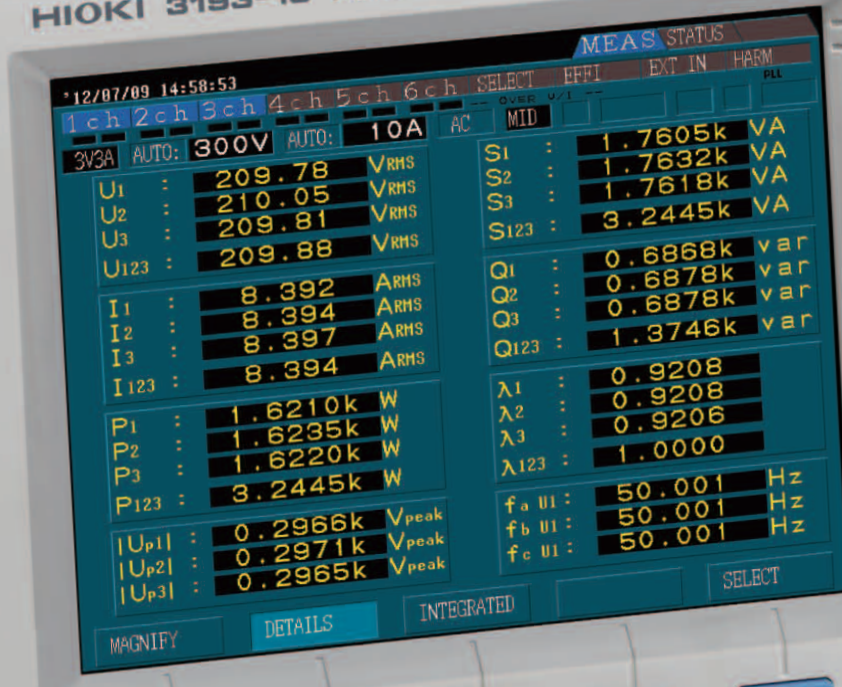 HIOKI 3193-10
MEAS STATUS
'12/07/09 14:58:53
1ch 2ch 3ch 4ch 5ch 6ch SELECT EFFI EXT IN HARM
-- OVER V/I -- PLL
3V3A AUTO: 300V AUTO: 10A AC MID
U1 : 209.78 VRMS
U2 : 210.05 VRMS
U3 : 209.81 VRMS
U123 : 209.88 VRMS
I1 : 8.392 ARMS
I2 : 8.394 ARMS
I3 : 8.397 ARMS
I123 : 8.394 ARMS
P1 : 1.6210k W
P2 : 1.6235k W
P3 : 1.6220k W
P123 : 3.2445k W
|Up1| : 0.2966k Vpeak
|Up2| : 0.2971k Vpeak
|Up3| : 0.2965k Vpeak
S1 : 1.7605k VA
S2 : 1.7632k VA
S3 : 1.7618k VA
S123 : 3.2445k VA
Q1 : 0.6868k var
Q2 : 0.6878k var
Q3 : 0.6878k var
Q123 : 1.3746k var
λ1 : 0.9208
λ2 : 0.9208
λ3 : 0.9206
λ123 : 1.0000
fa U1 : 50.001 Hz
fb U1 : 50.001 Hz
fc U1 : 50.001 Hz
MAGNIFY DETAILS INTEGRATED SELECT